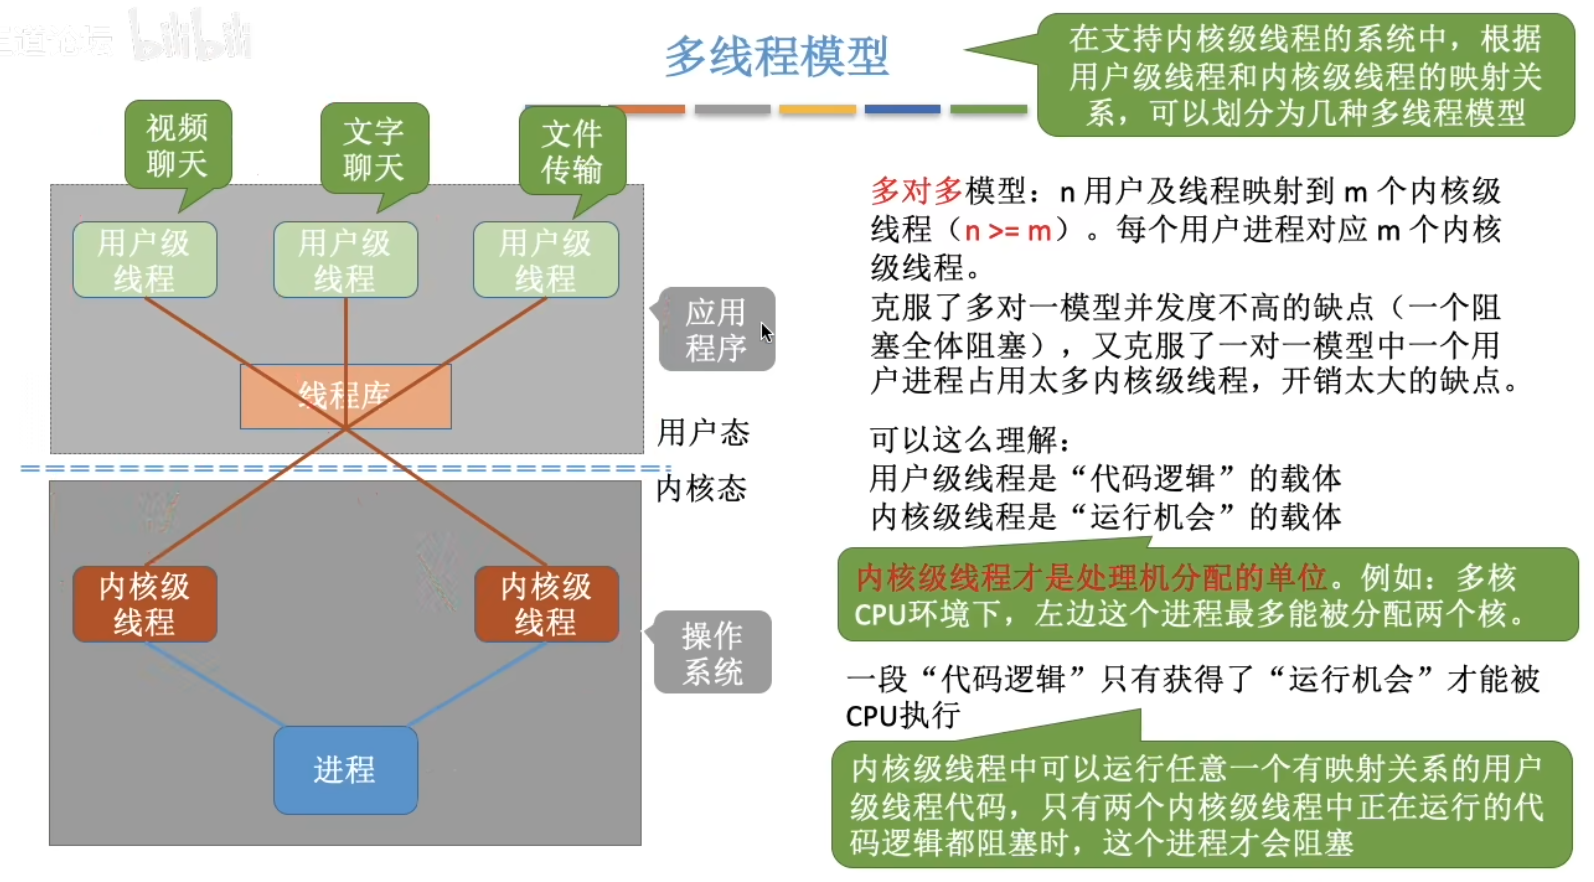 王道论坛 bilibili
多线程模型
在支持内核级线程的系统中，根据
用户级线程和内核级线程的映射关
系，可以划分为几种多线程模型
视频
聊天
文字
聊天
文件
传输
用户级
线程
用户级
线程
用户级
线程
线程库
应用
程序
用户态
内核态
内核级
线程
内核级
线程
操作
系统
进程
多对多模型：n 用户及线程映射到 m 个内核级
线程（n >= m）。每个用户进程对应 m 个内核
级线程。
克服了多对一模型并发度不高的缺点（一个阻
塞全体阻塞），又克服了一对一模型中一个用
户进程占用太多内核级线程，开销太大的缺点。
可以这么理解：
用户级线程是“代码逻辑”的载体
内核级线程是“运行机会”的载体
内核级线程才是处理机分配的单位。例如：多核
CPU环境下，左边这个进程最多能被分配两个核。
一段“代码逻辑”只有获得了“运行机会”才能被
CPU执行
内核级线程中可以运行任意一个有映射关系的用户
级线程代码，只有两个内核级线程中正在运行的代
码逻辑都阻塞时，这个进程才会阻塞